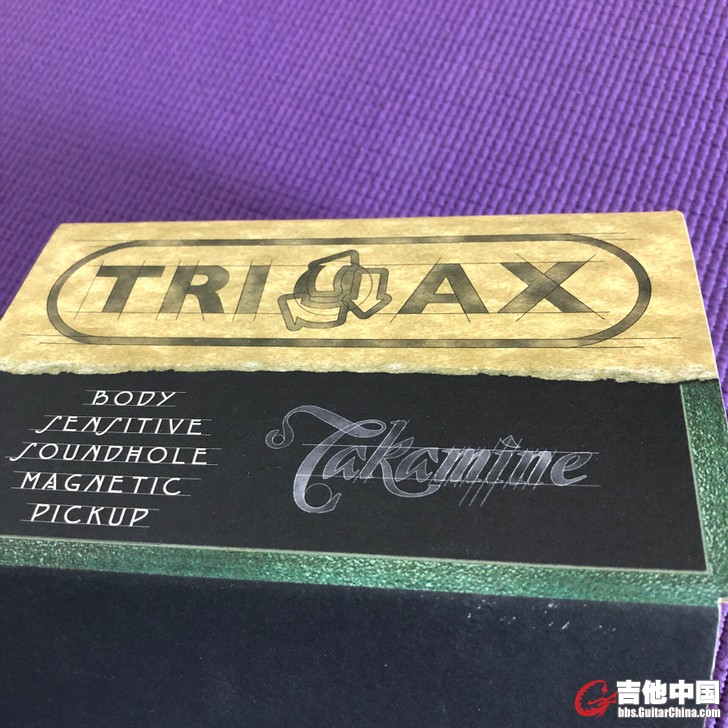 TRIAX
BODY
SENSITIVE
SOUNDHOLE
MAGNETIC
PICKUP
Takamine
吉他中国
bbs.GuitarChina.com